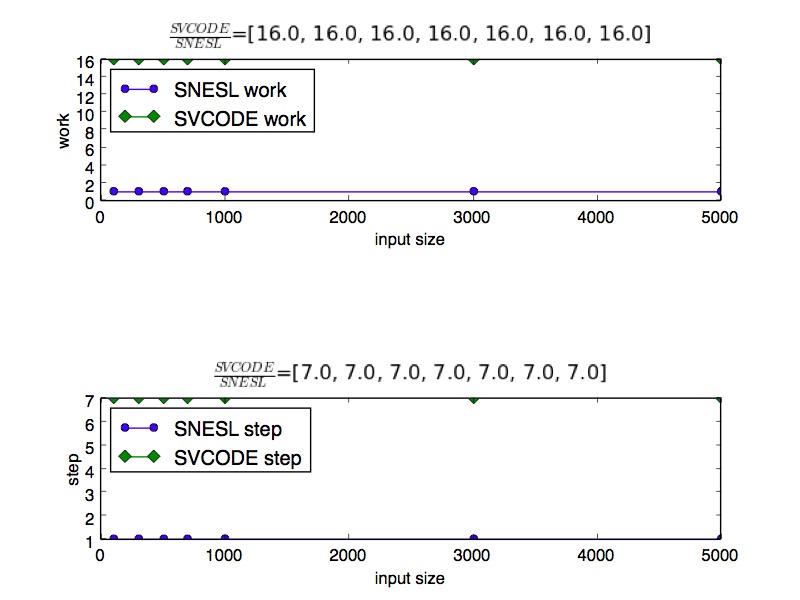 SVCODE
SNESL =[16.0, 16.0, 16.0, 16.0, 16.0, 16.0, 16.0]
16
14
12
10
8
6
4
2
0
work
SNESL work
SVCODE work
0 1000 2000 3000 4000 5000
input size
SVCODE
SNESL =[7.0, 7.0, 7.0, 7.0, 7.0, 7.0, 7.0]
7
6
5
4
3
2
1
step
SNESL step
SVCODE step
0 1000 2000 3000 4000 5000
input size